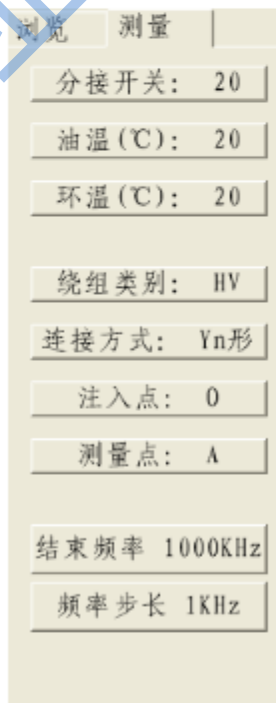 浏览 测量
分接开关: 20
油温(℃): 20
环温(℃): 20
绕组类别: HV
连接方式: Yn形
注入点: O
测量点: A
结束频率 1000KHz
频率步长 1KHz